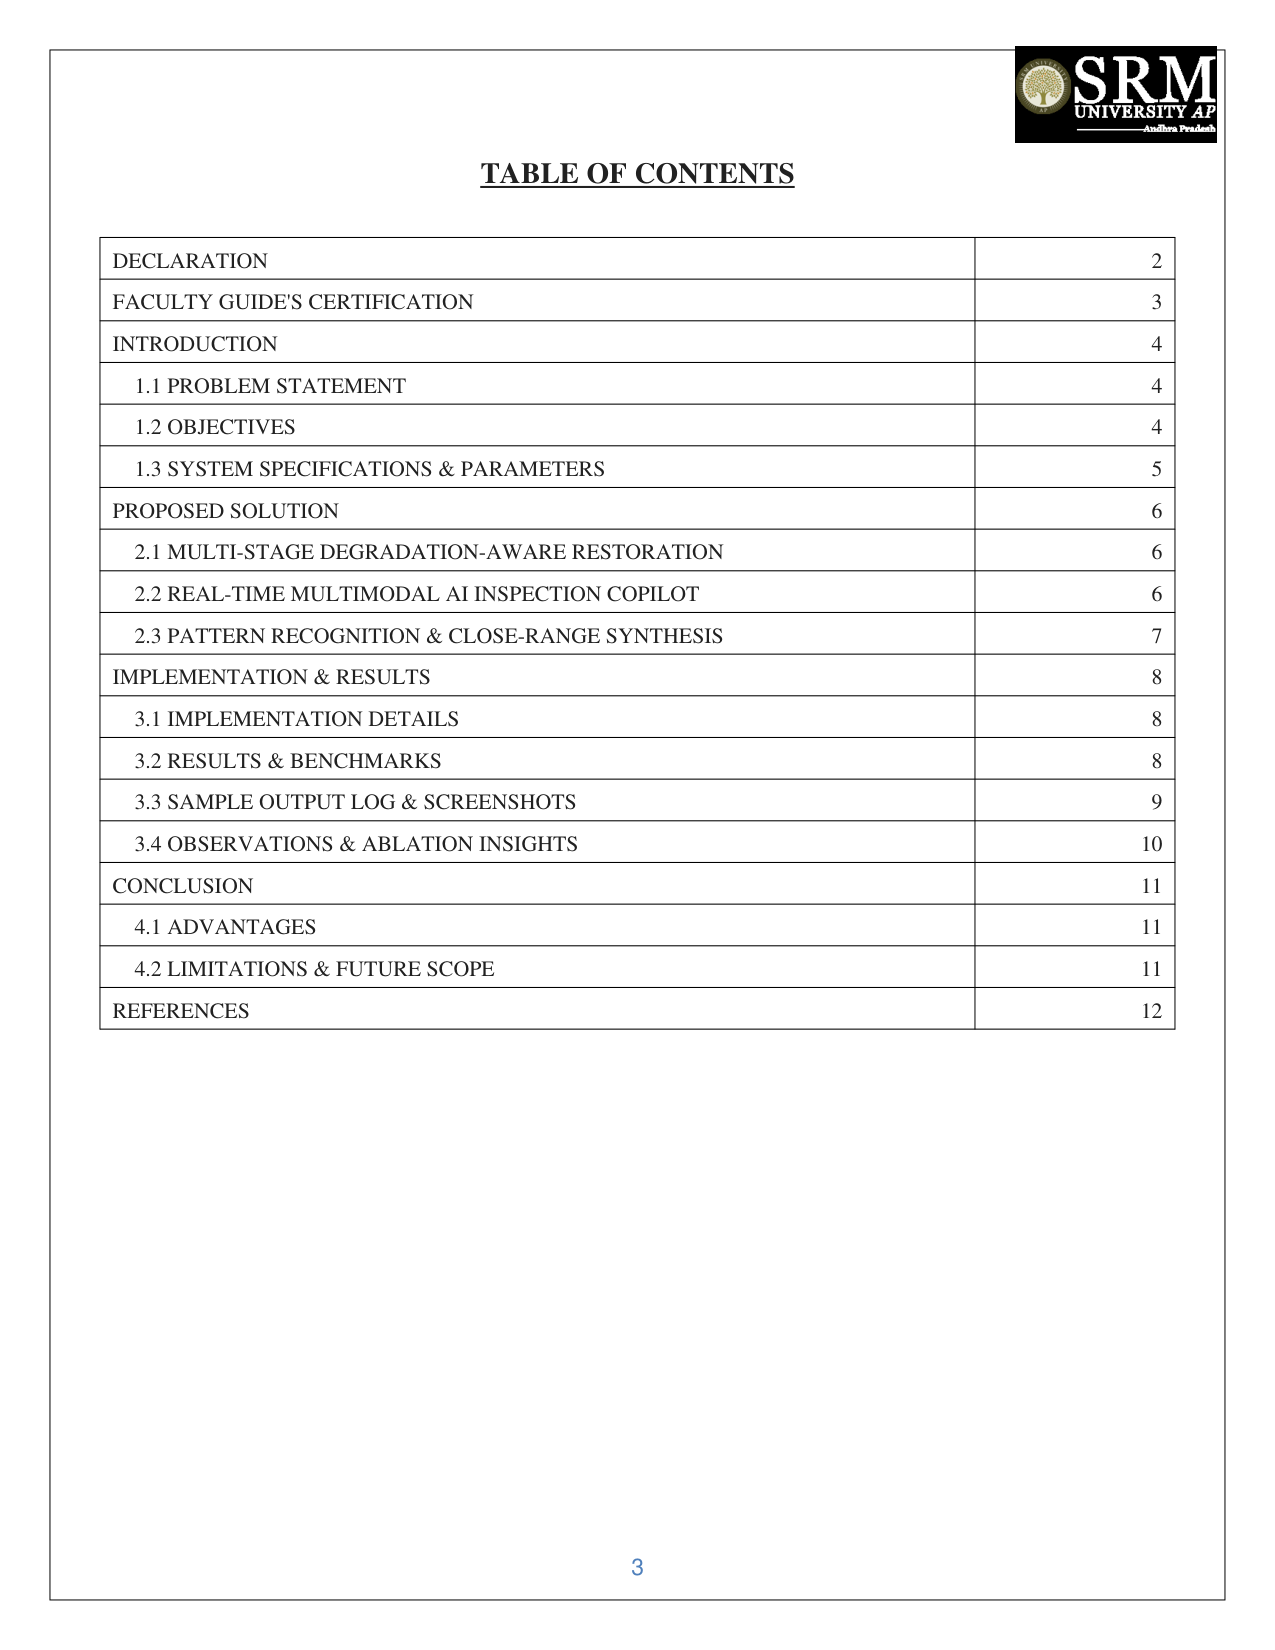 SRM
UNIVERSITY AP
Andhra Pradesh
TABLE OF CONTENTS
DECLARATION 2
FACULTY GUIDE'S CERTIFICATION 3
INTRODUCTION 4
1.1 PROBLEM STATEMENT 4
1.2 OBJECTIVES 4
1.3 SYSTEM SPECIFICATIONS & PARAMETERS 5
PROPOSED SOLUTION 6
2.1 MULTI-STAGE DEGRADATION-AWARE RESTORATION 6
2.2 REAL-TIME MULTIMODAL AI INSPECTION COPILOT 6
2.3 PATTERN RECOGNITION & CLOSE-RANGE SYNTHESIS 7
IMPLEMENTATION & RESULTS 8
3.1 IMPLEMENTATION DETAILS 8
3.2 RESULTS & BENCHMARKS 8
3.3 SAMPLE OUTPUT LOG & SCREENSHOTS 9
3.4 OBSERVATIONS & ABLATION INSIGHTS 10
CONCLUSION 11
4.1 ADVANTAGES 11
4.2 LIMITATIONS & FUTURE SCOPE 11
REFERENCES 12
3